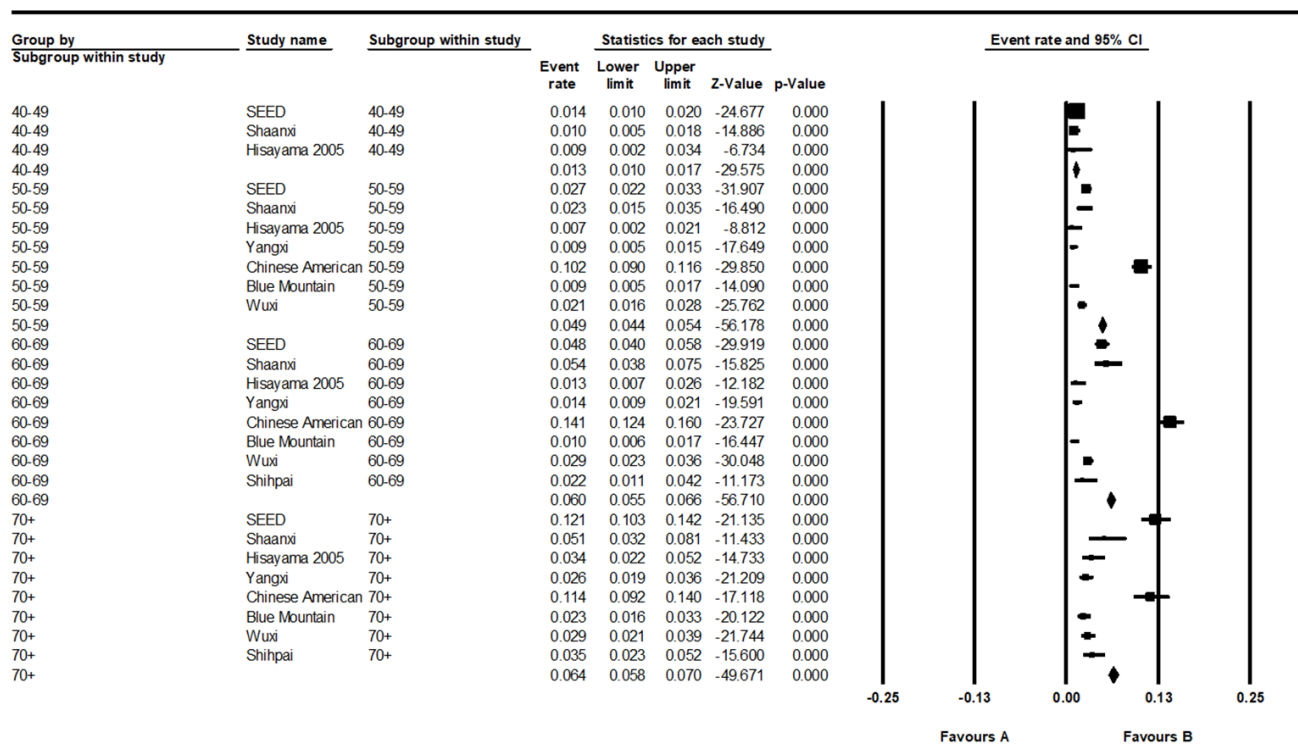 Group by Study name Subgroup within study Statistics for each study Event rate and 95% CI
Subgroup within study
Event Lower Upper
rate limit limit Z-Value p-Value
40-49 SEED 40-49 0.014 0.010 0.020 -24.677 0.000
40-49 Shaanxi 40-49 0.010 0.005 0.018 -14.886 0.000
40-49 Hisayama 2005 40-49 0.009 0.002 0.034 -6.734 0.000
40-49 0.013 0.010 0.017 -29.575 0.000
50-59 SEED 50-59 0.027 0.022 0.033 -31.907 0.000
50-59 Shaanxi 50-59 0.023 0.015 0.035 -16.490 0.000
50-59 Hisayama 2005 50-59 0.007 0.002 0.021 -8.812 0.000
50-59 Yangxi 50-59 0.009 0.005 0.015 -17.649 0.000
50-59 Chinese American 50-59 0.102 0.090 0.116 -29.850 0.000
50-59 Blue Mountain 50-59 0.009 0.005 0.017 -14.090 0.000
50-59 Wuxi 50-59 0.021 0.016 0.028 -25.762 0.000
50-59 0.049 0.044 0.054 -56.178 0.000
60-69 SEED 60-69 0.048 0.040 0.058 -29.919 0.000
60-69 Shaanxi 60-69 0.054 0.038 0.075 -15.825 0.000
60-69 Hisayama 2005 60-69 0.013 0.007 0.026 -12.182 0.000
60-69 Yangxi 60-69 0.014 0.009 0.021 -19.591 0.000
60-69 Chinese American 60-69 0.141 0.124 0.160 -23.727 0.000
60-69 Blue Mountain 60-69 0.010 0.006 0.017 -16.447 0.000
60-69 Wuxi 60-69 0.029 0.023 0.036 -30.048 0.000
60-69 Shihpai 60-69 0.022 0.011 0.042 -11.173 0.000
60-69 0.060 0.055 0.066 -56.710 0.000
70+ SEED 70+ 0.121 0.103 0.142 -21.135 0.000
70+ Shaanxi 70+ 0.051 0.032 0.081 -11.433 0.000
70+ Hisayama 2005 70+ 0.034 0.022 0.052 -14.733 0.000
70+ Yangxi 70+ 0.026 0.019 0.036 -21.209 0.000
70+ Chinese American 70+ 0.114 0.092 0.140 -17.118 0.000
70+ Blue Mountain 70+ 0.023 0.016 0.033 -20.122 0.000
70+ Wuxi 70+ 0.029 0.021 0.039 -21.744 0.000
70+ Shihpai 70+ 0.035 0.023 0.052 -15.600 0.000
70+ 0.064 0.058 0.070 -49.671 0.000
-0.25 -0.13 0.00 0.13 0.25
Favours A Favours B